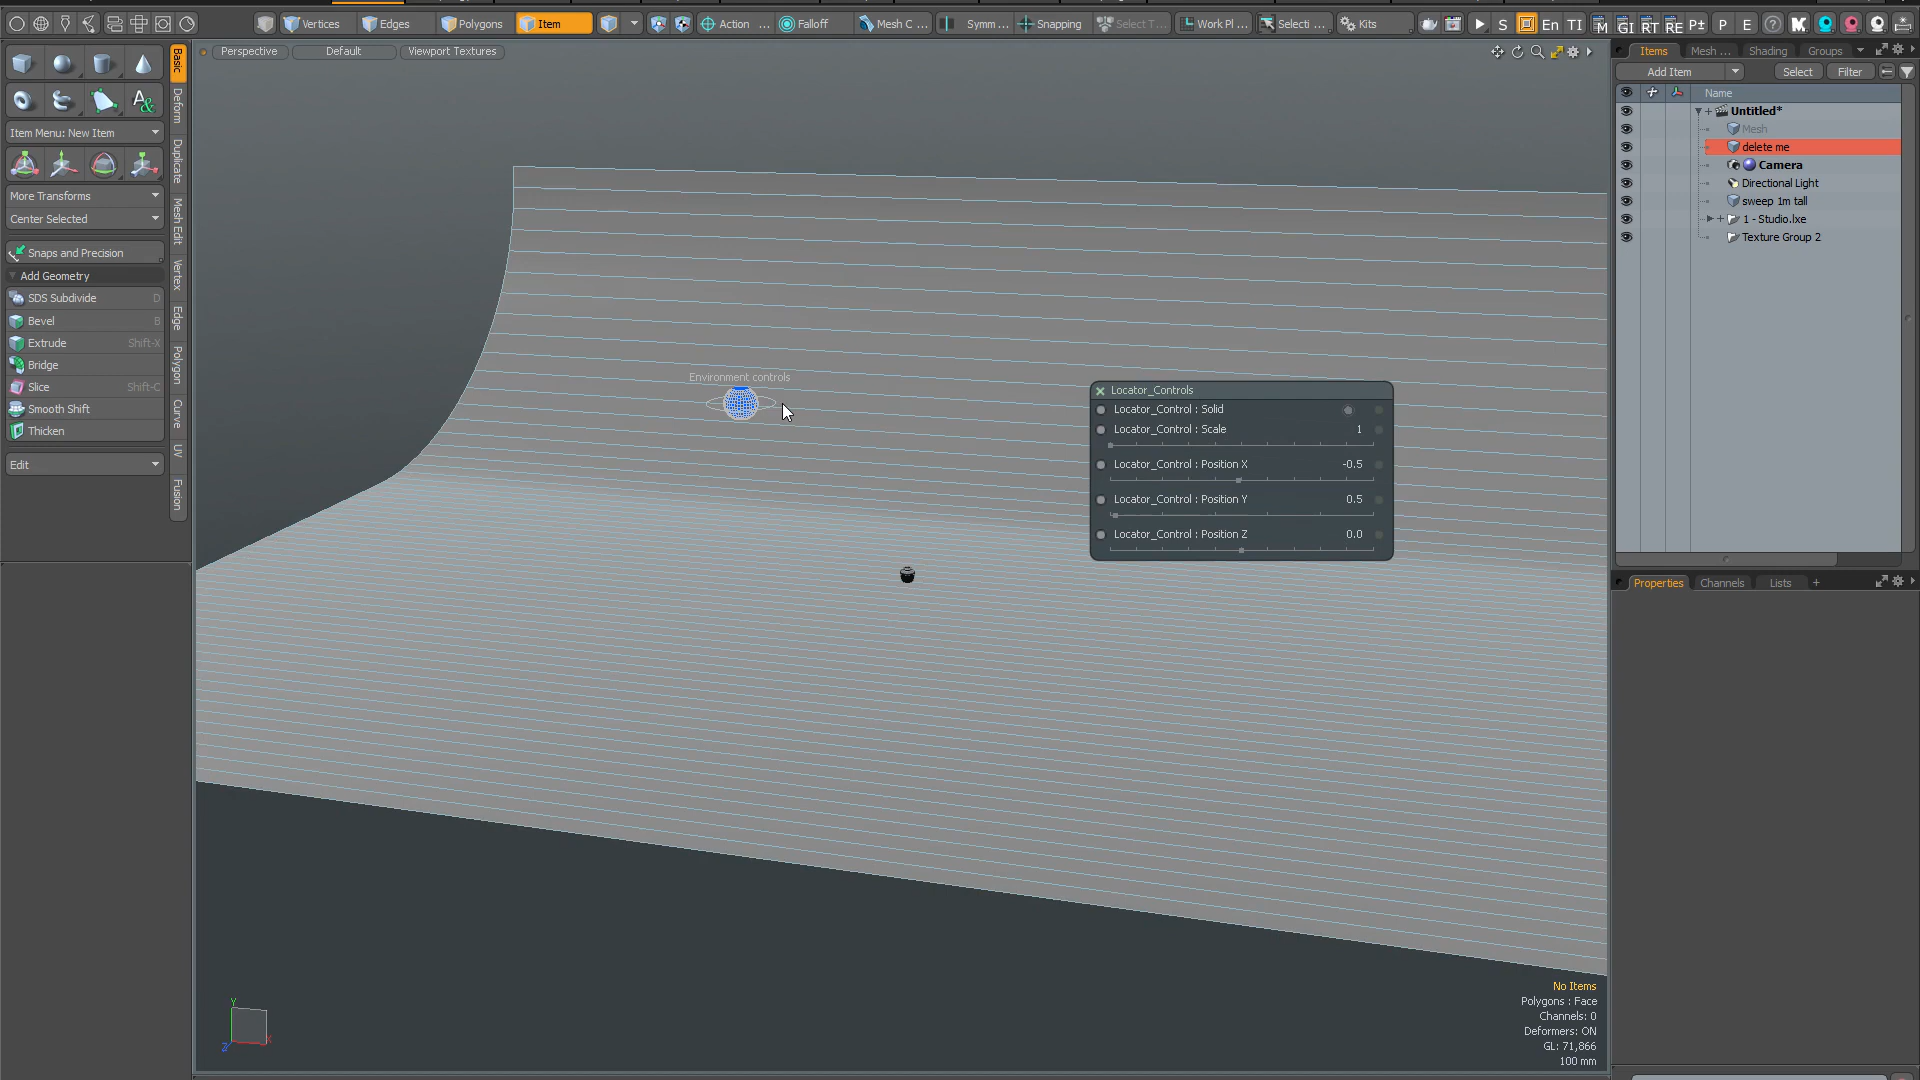 Vertices
Edges
Polygons
Item
Action ...
Falloff
Mesh C ...
Symm ...
Snapping
Select T...
Work Pl ...
Selecti ...
Kits
S
En
TI
M
GI
RT
RE
P±
P
E
?
Perspective
Default
Viewport Textures
Basic
Deform
Duplicate
Mesh Edit
Vertex
Edge
Polygon
Curve
UV
Fusion
Item Menu: New Item
More Transforms
Center Selected
Snaps and Precision
Add Geometry
SDS Subdivide D
Bevel B
Extrude Shift-X
Bridge
Slice Shift-C
Smooth Shift
Thicken
Edit
Environment controls
Locator_Controls
Locator_Control : Solid
Locator_Control : Scale 1
Locator_Control : Position X -0.5
Locator_Control : Position Y 0.5
Locator_Control : Position Z 0.0
Y
X
Z
No Items
Polygons : Face
Channels: 0
Deformers: ON
GL: 71,866
100 mm
Items
Mesh ...
Shading
Groups
Add Item
Select
Filter
Name
Untitled*
Mesh
delete me
Camera
Directional Light
sweep 1m tall
1 - Studio.lxe
Texture Group 2
Properties
Channels
Lists
+